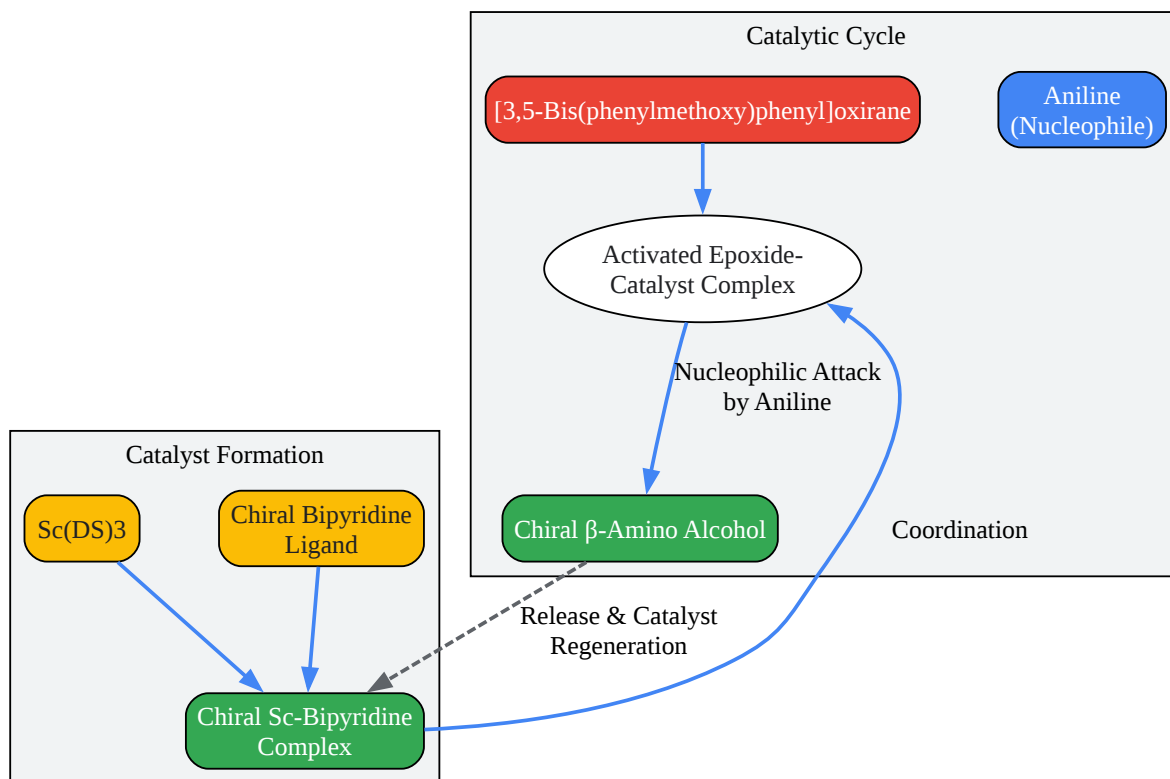 Catalytic Cycle
[3,5-Bis(phenylmethoxy)phenyl]oxirane
Aniline
(Nucleophile)
Activated Epoxide-
Catalyst Complex
Nucleophilic Attack
by Aniline
Chiral β-Amino Alcohol
Coordination
Release & Catalyst
Regeneration
Catalyst Formation
Sc(DS)3
Chiral Bipyridine
Ligand
Chiral Sc-Bipyridine
Complex